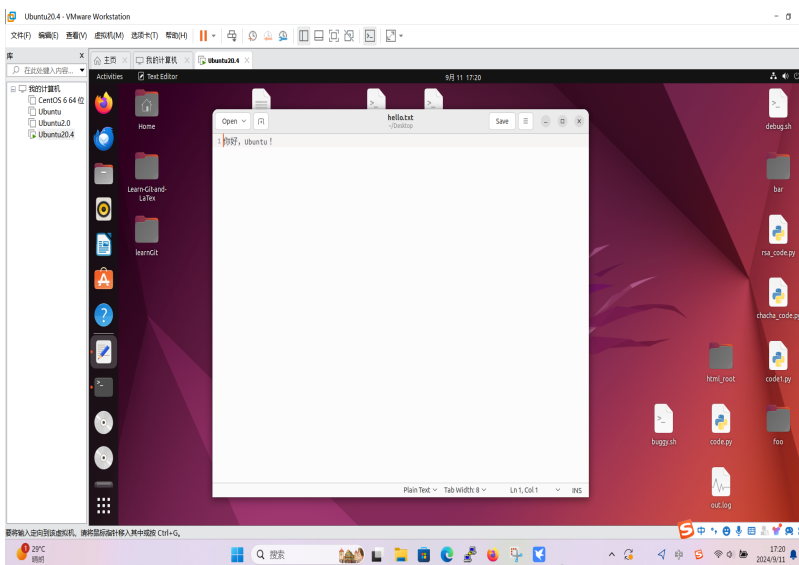 Ubuntu20.4 - VMware Workstation
文件(F) 编辑(E) 查看(V) 虚拟机(M) 选项卡(T) 帮助(H)
库 X
在此处键入内容...
我的计算机
CentOS 6 64 位
Ubuntu
Ubuntu2.0
Ubuntu20.4
主页 我的计算机 Ubuntu20.4
Activities Text Editor 9月 11 17:20
Home
Learn-Git-and-LaTex
learnGit
Open hello.txt Save
~/Desktop
1 你好，Ubuntu！
Plain Text Tab Width: 8 Ln 1, Col 1 INS
debug.sh
bar
rsa_code.py
chacha_code.py
html_root code1.py
buggy.sh code.py foo
out.log
要将输入定向到该虚拟机，请将鼠标指针移入其中或按 Ctrl+G。
中
29°C
晴朗
搜索
中
17:20
2024/9/11